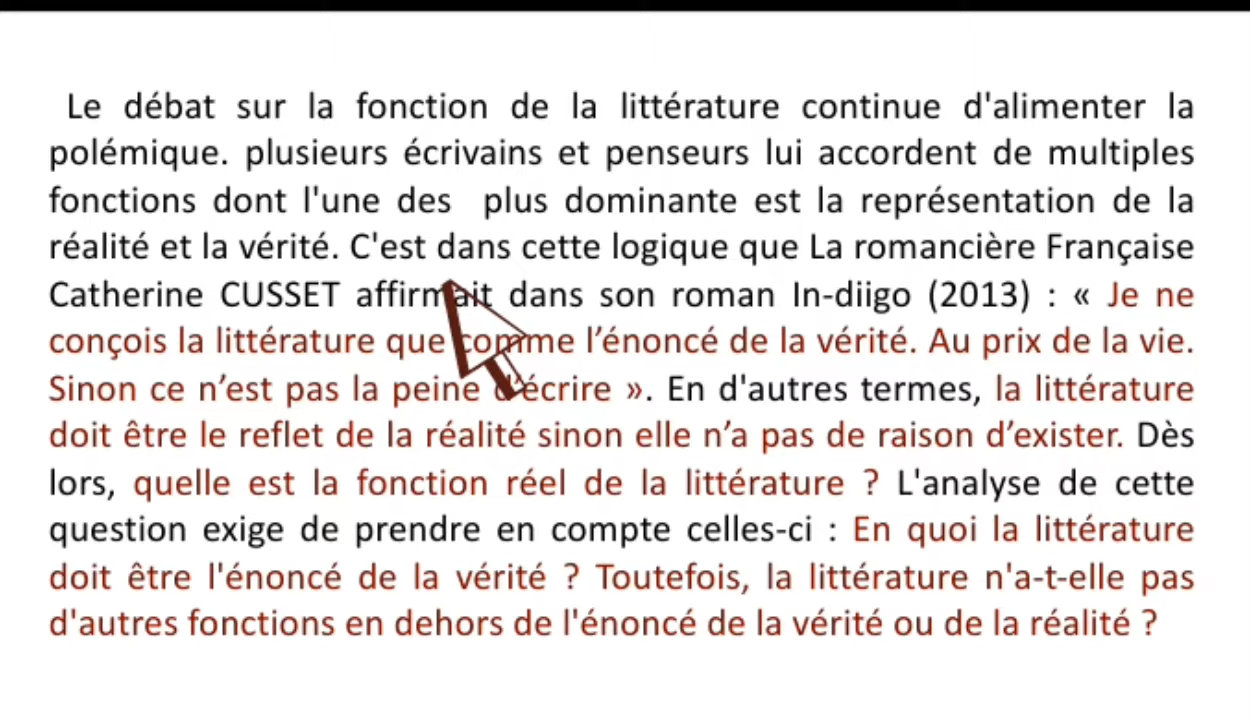 Le débat sur la fonction de la littérature continue d'alimenter la
polémique. plusieurs écrivains et penseurs lui accordent de multiples
fonctions dont l'une des plus dominante est la représentation de la
réalité et la vérité. C'est dans cette logique que La romancière Française
Catherine CUSSET affirmait dans son roman In-diigo (2013) : « Je ne
conçois la littérature que comme l’énoncé de la vérité. Au prix de la vie.
Sinon ce n’est pas la peine d’écrire ». En d'autres termes, la littérature
doit être le reflet de la réalité sinon elle n’a pas de raison d’exister. Dès
lors, quelle est la fonction réel de la littérature ? L'analyse de cette
question exige de prendre en compte celles-ci : En quoi la littérature
doit être l'énoncé de la vérité ? Toutefois, la littérature n'a-t-elle pas
d'autres fonctions en dehors de l'énoncé de la vérité ou de la réalité ?